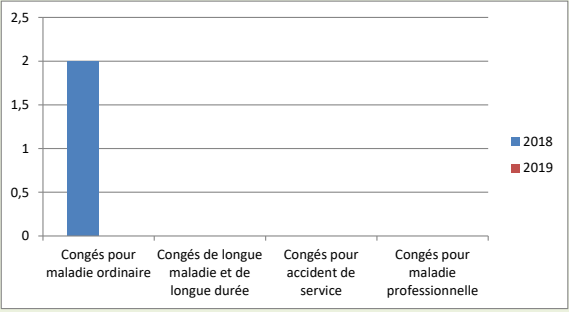 2,5
2
1,5
1
0,5
0
Congés pour
maladie ordinaire
Congés de longue
maladie et de
longue durée
Congés pour
accident de
service
Congés pour
maladie
professionnelle
2018
2019